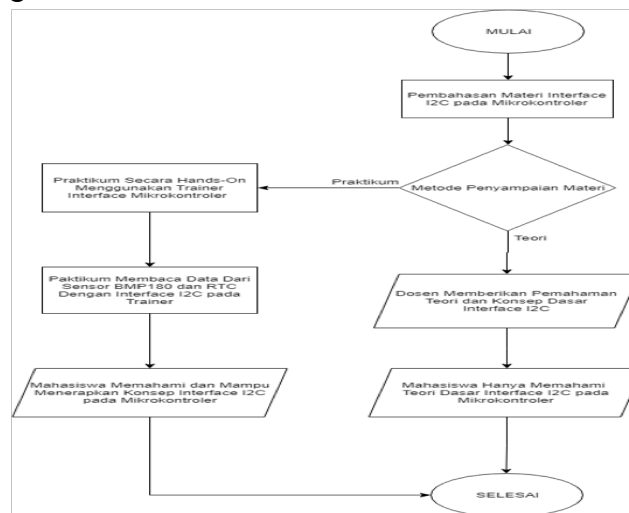 MULAI
Pembahasan Materi Interface
I2C pada Mikrokontroler
Metode Penyampaian Materi
Praktikum
Praktikum Secara Hands-On
Menggunakan Trainer
Interface Mikrokontroler
Paktikum Membaca Data Dari
Sensor BMP180 dan RTC
Dengan Interface I2C pada
Trainer
Mahasiswa Memahami dan Mampu
Menerapkan Konsep Interface I2C
pada Mikrokontroler
Teori
Dosen Memberikan Pemahaman
Teori dan Konsep Dasar
Interface I2C
Mahasiswa Hanya Memahami
Teori Dasar Interface I2C pada
Mikrokontroler
SELESAI